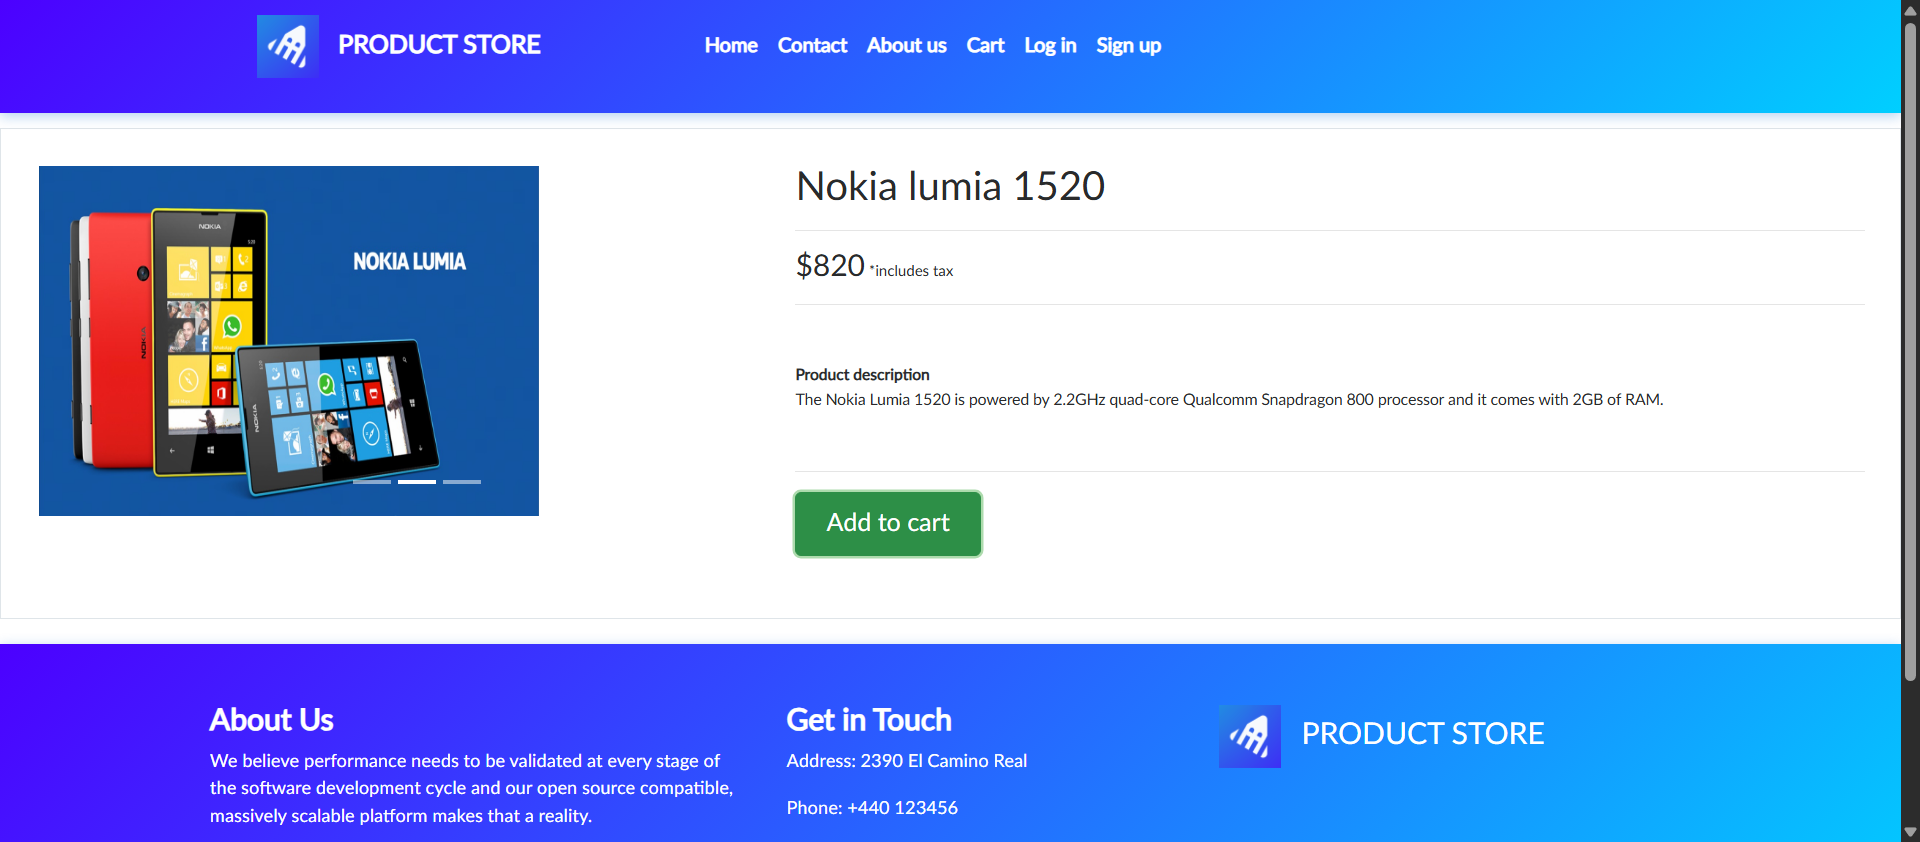 PRODUCT STORE
Home Contact About us Cart Log in Sign up
NOKIA LUMIA
NOKIA
NOKIA
NOKIA
Nokia lumia 1520
$820 *includes tax
Product description
The Nokia Lumia 1520 is powered by 2.2GHz quad-core Qualcomm Snapdragon 800 processor and it comes with 2GB of RAM.
Add to cart
About Us
We believe performance needs to be validated at every stage of
the software development cycle and our open source compatible,
massively scalable platform makes that a reality.
Get in Touch
Address: 2390 El Camino Real
Phone: +440 123456
PRODUCT STORE